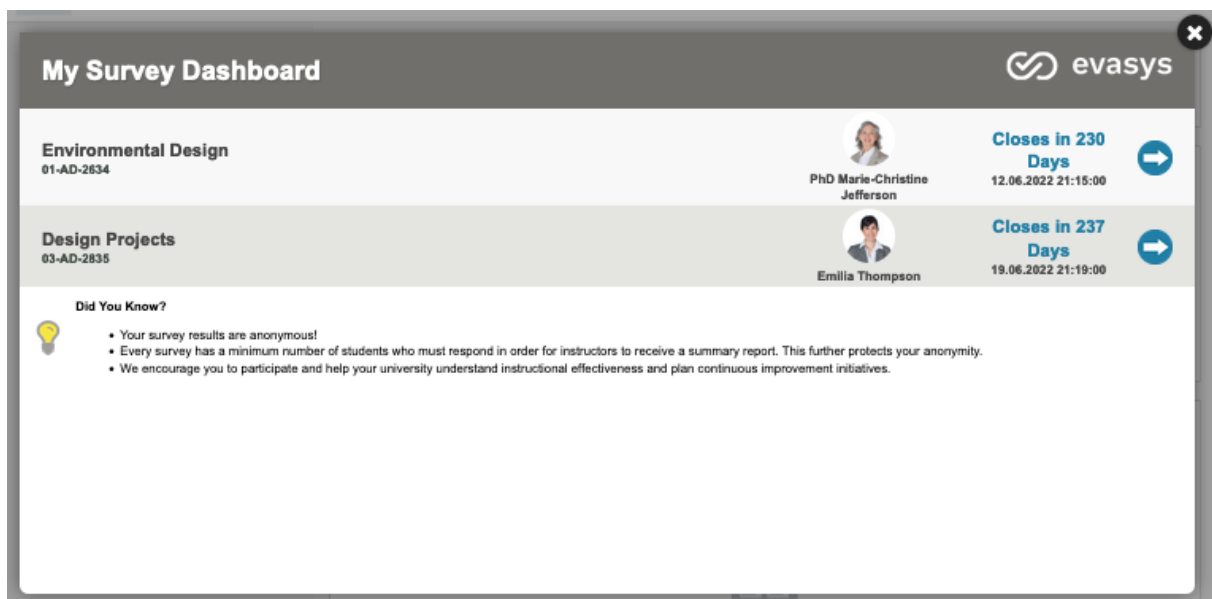 My Survey Dashboard
evasys
Environmental Design
01-AD-2634
PhD Marie-Christine
Jefferson
Closes in 230
Days
12.06.2022 21:15:00
Design Projects
03-AD-2835
Emilia Thompson
Closes in 237
Days
19.06.2022 21:19:00
Did You Know?
• Your survey results are anonymous!
• Every survey has a minimum number of students who must respond in order for instructors to receive a summary report. This further protects your anonymity.
• We encourage you to participate and help your university understand instructional effectiveness and plan continuous improvement initiatives.